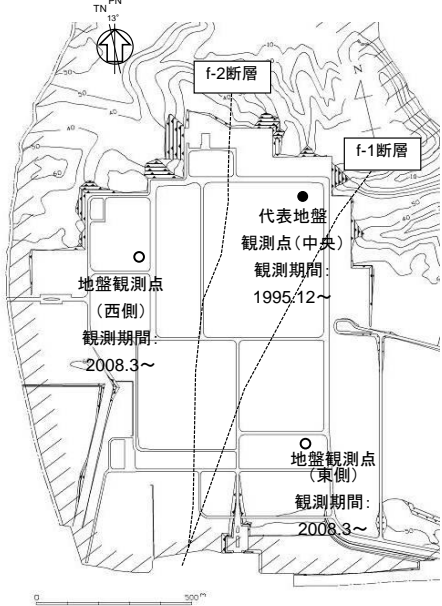 PN
TN
13°
f-2断層
N
f-1断層
代表地盤
観測点(中央)
観測期間:
1995.12～
地盤観測点
(西側)
観測期間:
2008.3～
地盤観測点
(東側)
観測期間:
2008.3～
0
500m